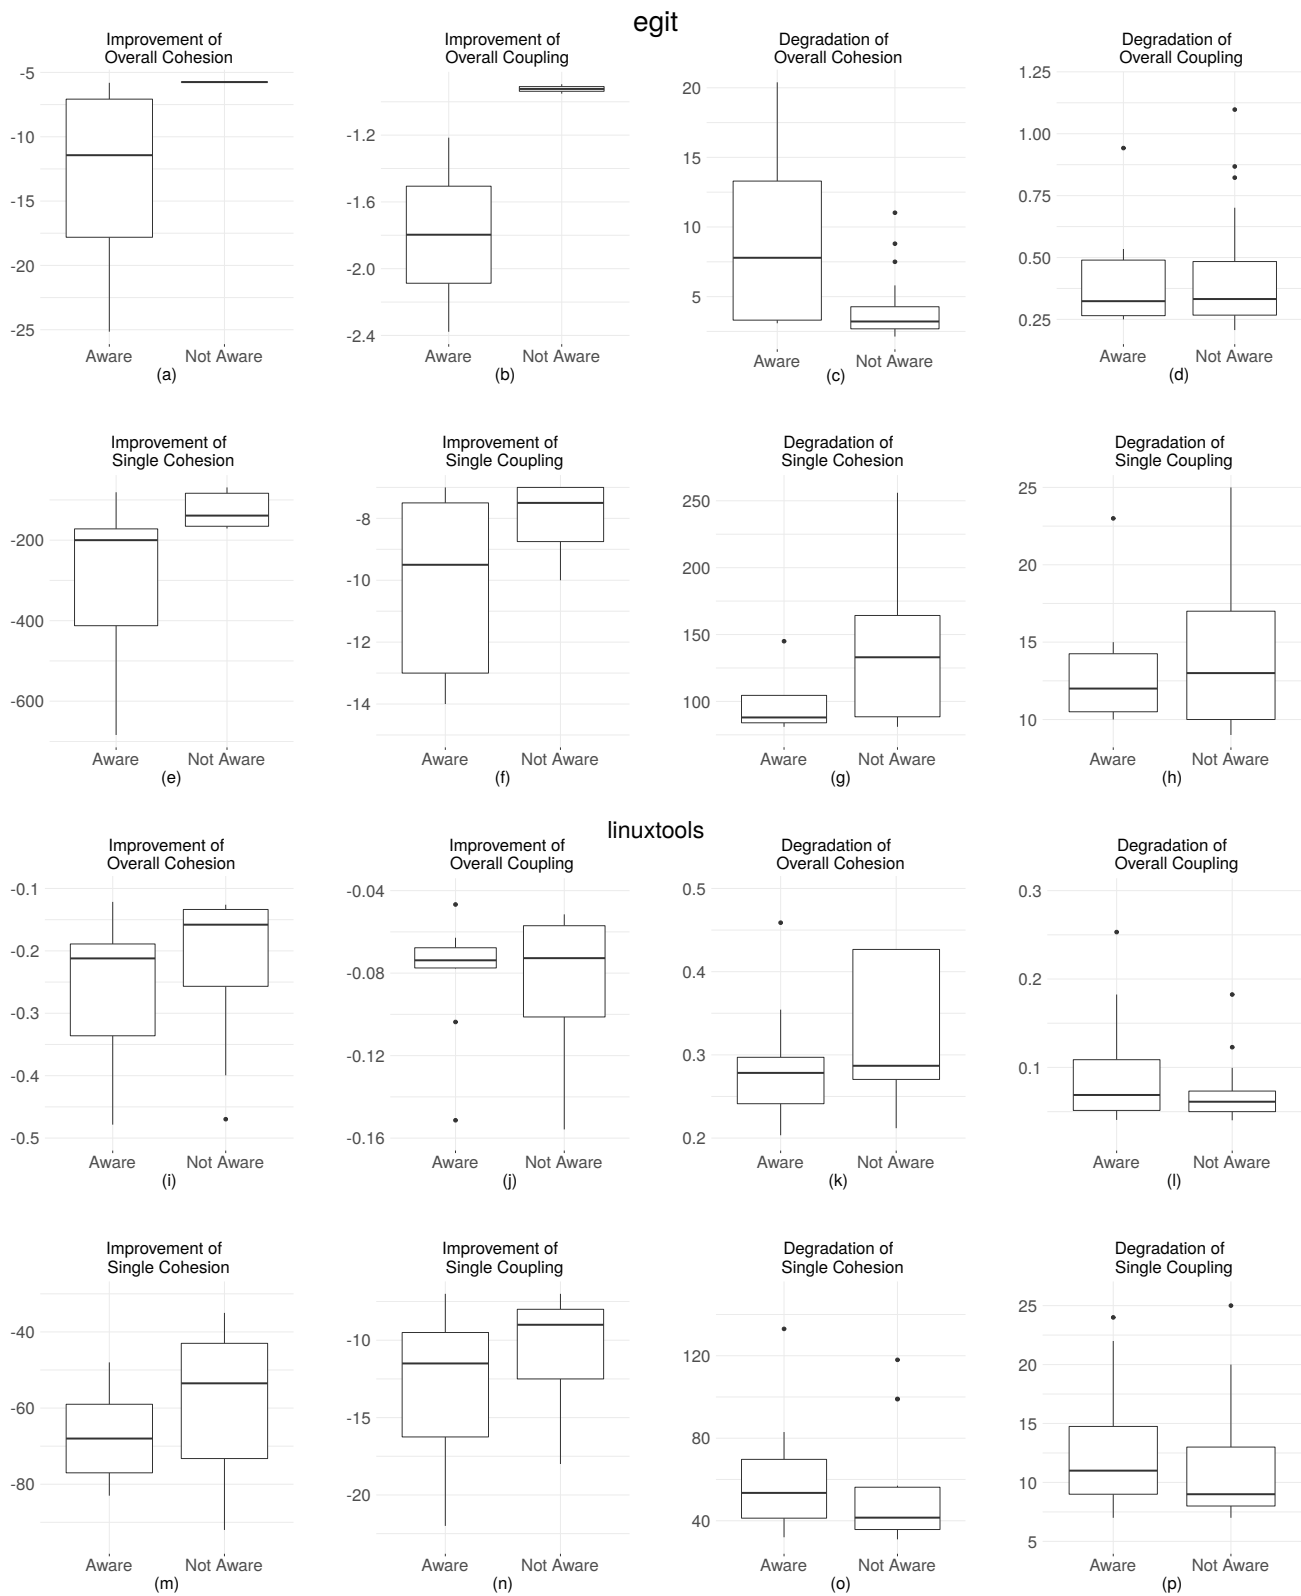 egit
Improvement of
Overall Cohesion
-5
-10
-15
-20
-25
Aware
Not Aware
(a)
Improvement of
Overall Coupling
-1.2
-1.6
-2.0
-2.4
Aware
Not Aware
(b)
Degradation of
Overall Cohesion
20
15
10
5
Aware
Not Aware
(c)
Degradation of
Overall Coupling
1.25
1.00
0.75
0.50
0.25
Aware
Not Aware
(d)
Improvement of
Single Cohesion
-200
-400
-600
Aware
Not Aware
(e)
Improvement of
Single Coupling
-8
-10
-12
-14
Aware
Not Aware
(f)
Degradation of
Single Cohesion
250
200
150
100
Aware
Not Aware
(g)
Degradation of
Single Coupling
25
20
15
10
Aware
Not Aware
(h)
linuxtools
Improvement of
Overall Cohesion
-0.1
-0.2
-0.3
-0.4
-0.5
Aware
Not Aware
(i)
Improvement of
Overall Coupling
-0.04
-0.08
-0.12
-0.16
Aware
Not Aware
(j)
Degradation of
Overall Cohesion
0.5
0.4
0.3
0.2
Aware
Not Aware
(k)
Degradation of
Overall Coupling
0.3
0.2
0.1
Aware
Not Aware
(l)
Improvement of
Single Cohesion
-40
-60
-80
Aware
Not Aware
(m)
Improvement of
Single Coupling
-10
-15
-20
Aware
Not Aware
(n)
Degradation of
Single Cohesion
120
80
40
Aware
Not Aware
(o)
Degradation of
Single Coupling
25
20
15
10
5
Aware
Not Aware
(p)